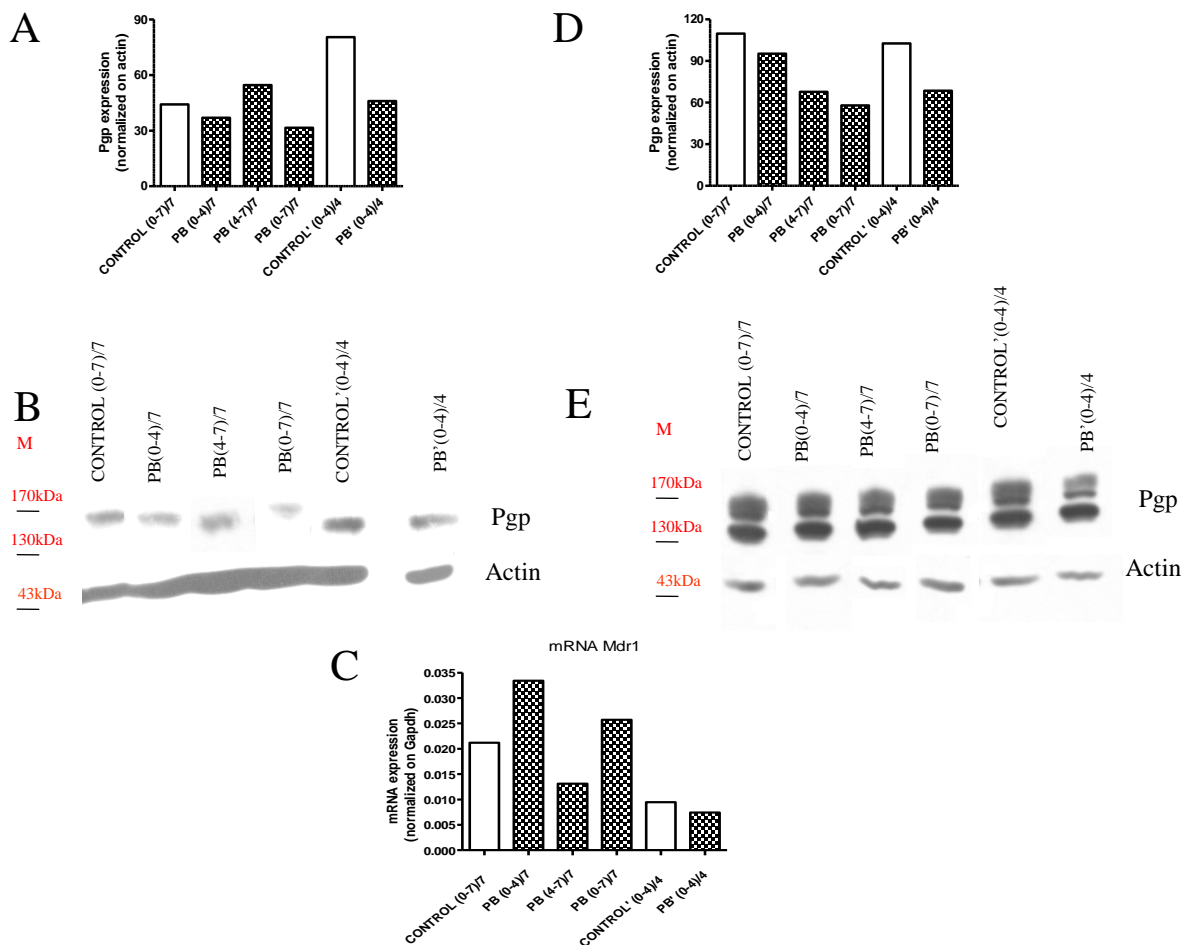 A
Pgp expression
(normalized on actin)
90
60
30
0
CONTROL (0-7)/7
PB (0-4)/7
PB (4-7)/7
PB (0-7)/7
CONTROL' (0-4)/4
PB' (0-4)/4
D
Pgp expression
(normalized on actin)
120
90
60
30
0
CONTROL (0-7)/7
PB (0-4)/7
PB (4-7)/7
PB (0-7)/7
CONTROL' (0-4)/4
PB' (0-4)/4
B
M
CONTROL (0-7)/7
PB(0-4)/7
PB(4-7)/7
PB(0-7)/7
CONTROL'(0-4)/4
PB'(0-4)/4
170kDa
130kDa
43kDa
Pgp
Actin
E
M
CONTROL (0-7)/7
PB(0-4)/7
PB(4-7)/7
PB(0-7)/7
CONTROL'(0-4)/4
PB'(0-4)/4
170kDa
130kDa
43kDa
Pgp
Actin
C
mRNA Mdr1
mRNA expression
(normalized on Gapdh)
0.035
0.030
0.025
0.020
0.015
0.010
0.005
0.000
CONTROL (0-7)/7
PB (0-4)/7
PB (4-7)/7
PB (0-7)/7
CONTROL' (0-4)/4
PB' (0-4)/4